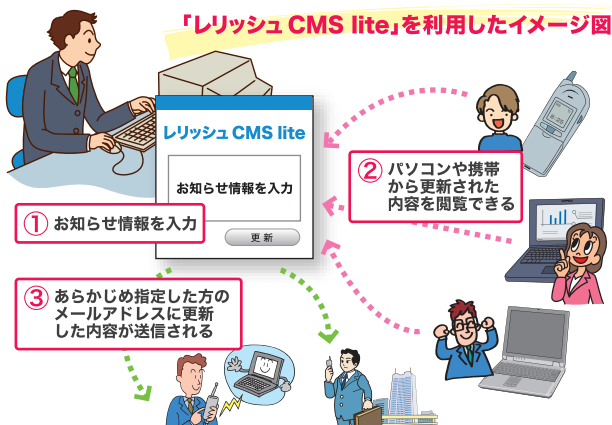 「レリッシュ CMS lite」を利用したイメージ図
レリッシュ CMS lite
お知らせ情報を入力
更 新
① お知らせ情報を入力
② パソコンや携帯
から更新された
内容を閲覧できる
③ あらかじめ指定した方の
メールアドレスに更新
した内容が送信される